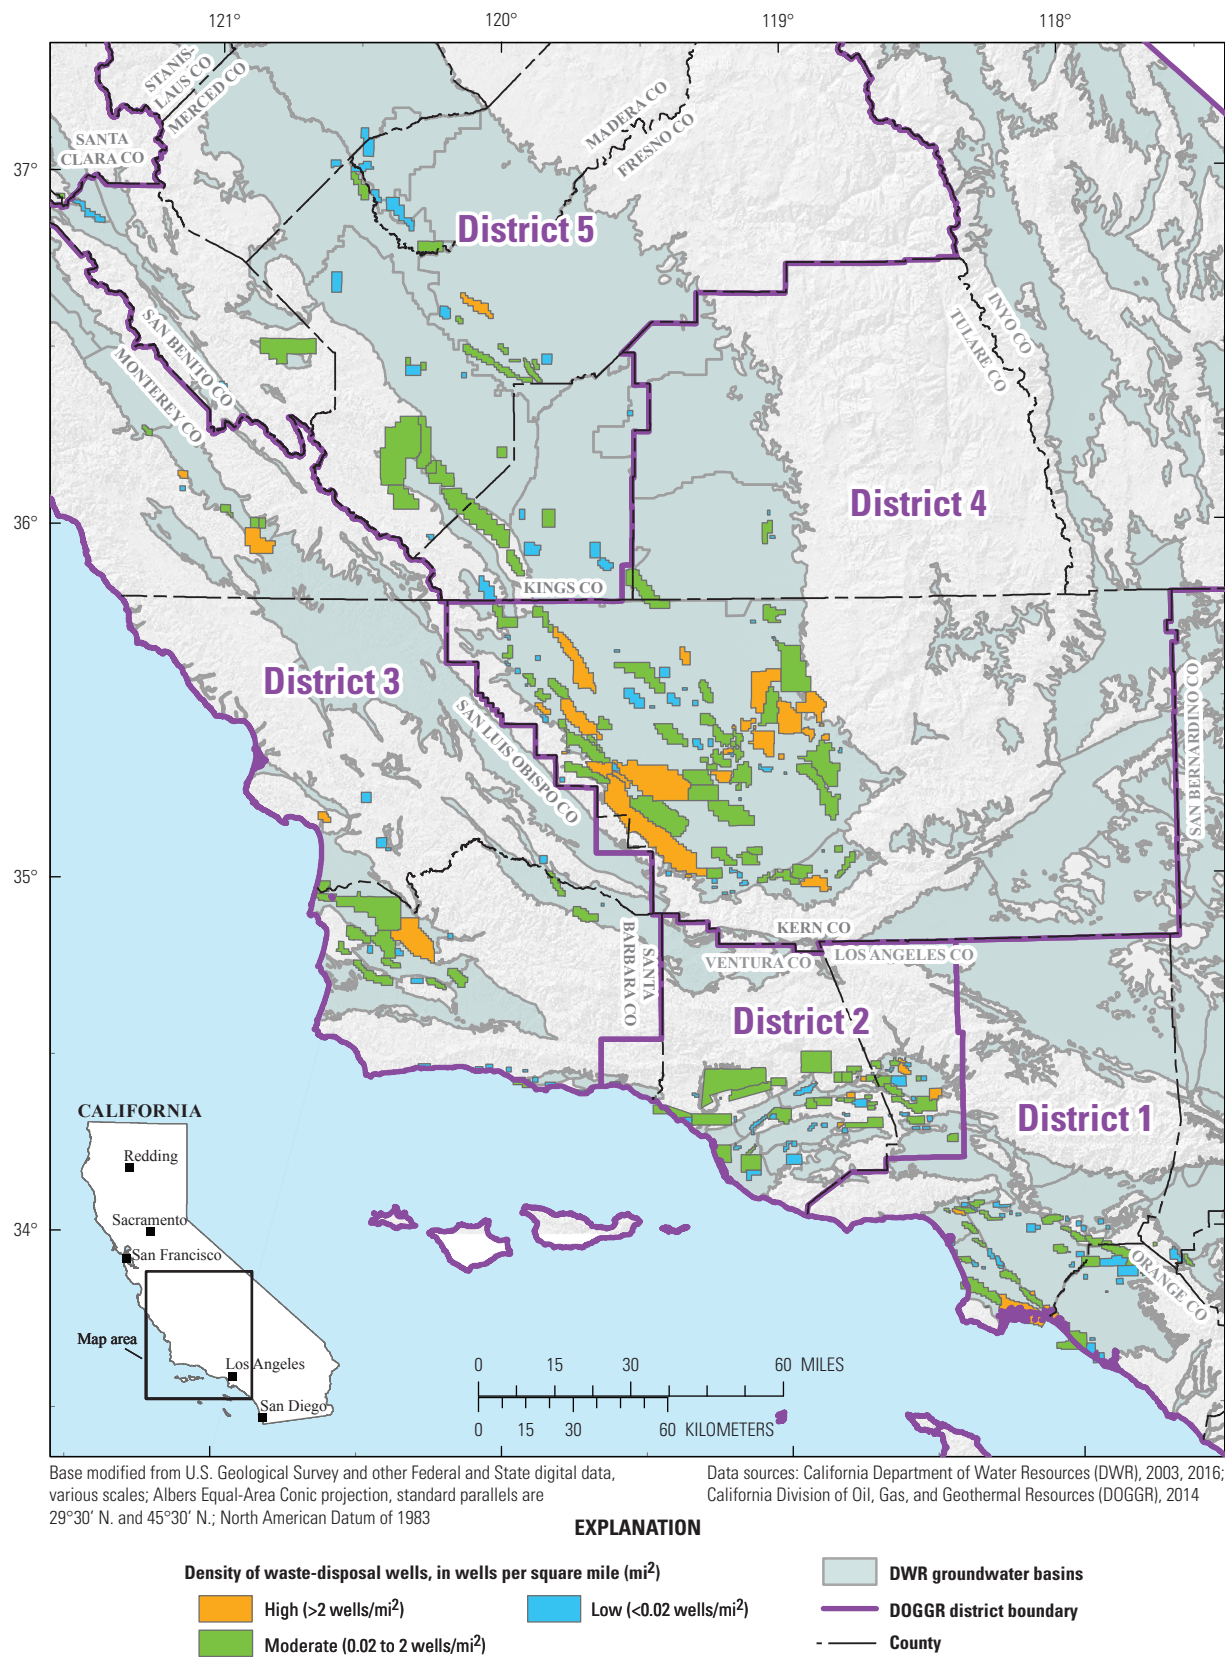 121°
120°
119°
118°
37°
36°
35°
34°
STANIS-
LAUS CO
MERCED CO
SANTA
CLARA CO
MADERA CO
FRESNO CO
District 5
SAN BENITO CO
MONTEREY CO
INYO CO
TULARE CO
District 4
KINGS CO
District 3
SAN LUIS OBISPO CO
SAN BERNARDINO CO
KERN CO
SANTA
BARBARA CO
VENTURA CO
LOS ANGELES CO
District 2
District 1
ORANGE CO
CALIFORNIA
Redding
Sacramento
San Francisco
Map area
Los Angeles
San Diego
0 15 30 60 MILES
0 15 30 60 KILOMETERS
Base modified from U.S. Geological Survey and other Federal and State digital data,
various scales; Albers Equal-Area Conic projection, standard parallels are
29°30’ N. and 45°30’ N.; North American Datum of 1983
Data sources: California Department of Water Resources (DWR), 2003, 2016;
California Division of Oil, Gas, and Geothermal Resources (DOGGR), 2014
EXPLANATION
Density of waste-disposal wells, in wells per square mile (mi²)
High (>2 wells/mi²)
Low (<0.02 wells/mi²)
Moderate (0.02 to 2 wells/mi²)
DWR groundwater basins
DOGGR district boundary
County